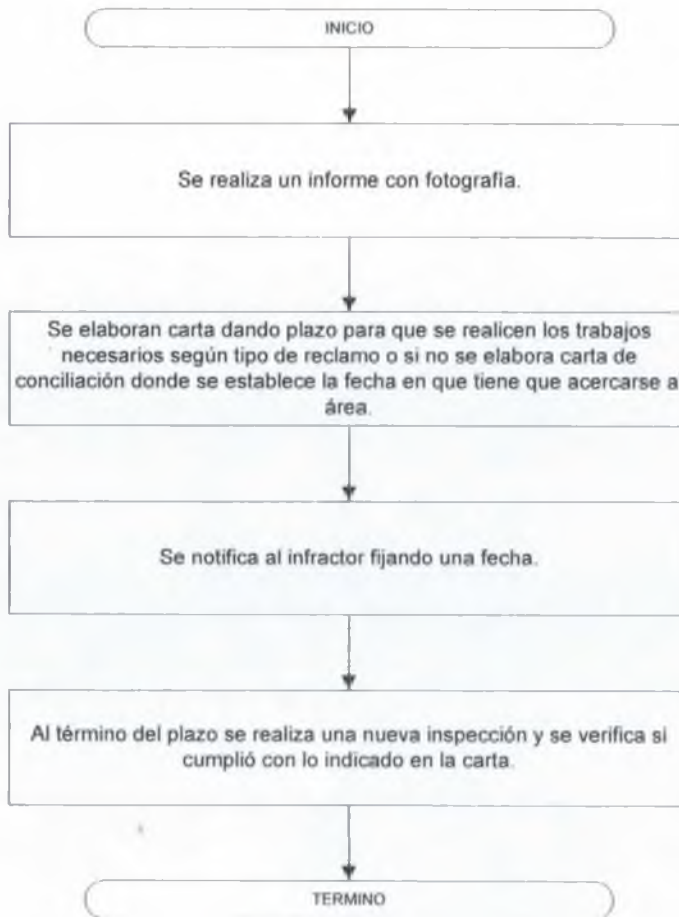 INICIO
Se realiza un informe con fotografia.
Se elaboran carta dando plazo para que se realicen los trabajos
necesarios según tipo de reclamo o si no se elabora carta de
conciliación donde se establece la fecha en que tiene que acercarse a
área.
Se notifica al infractor fijando una fecha.
Al término del plazo se realiza una nueva inspección y se verifica si
cumplió con lo indicado en la carta.
TERMINO